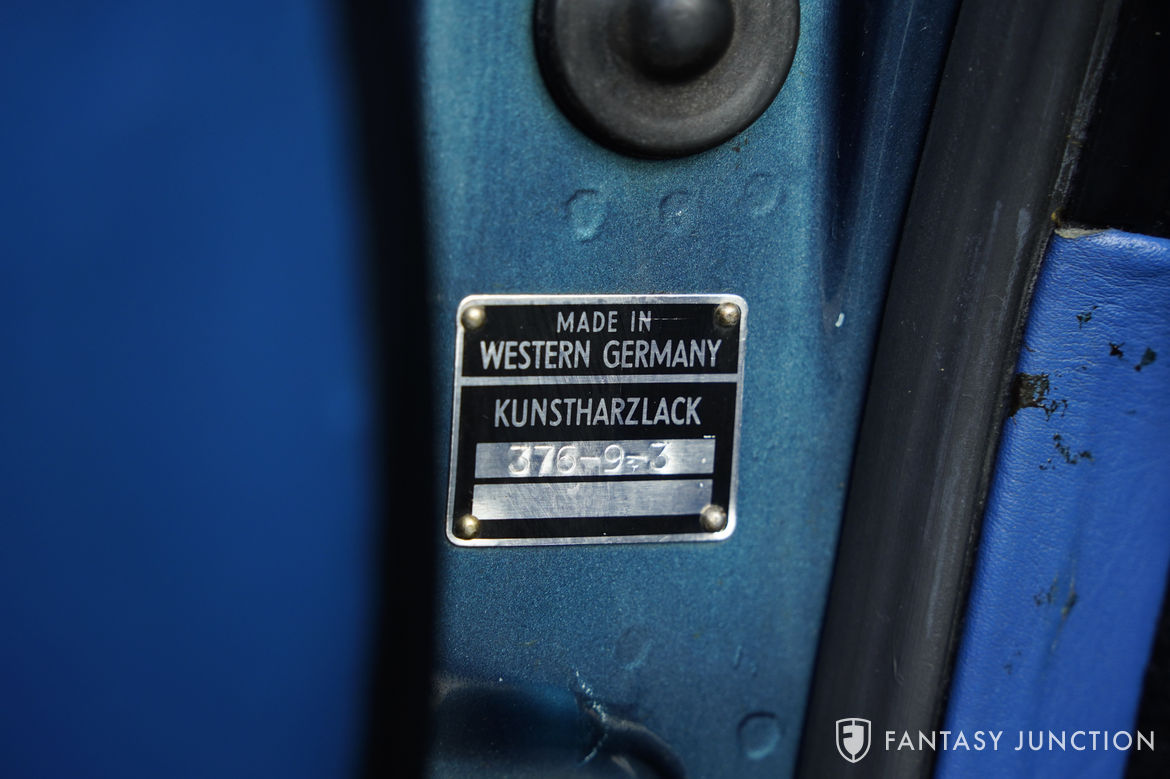 MADE IN
WESTERN GERMANY
KUNSTHARZLACK
376-9-3
FANTASY JUNCTION